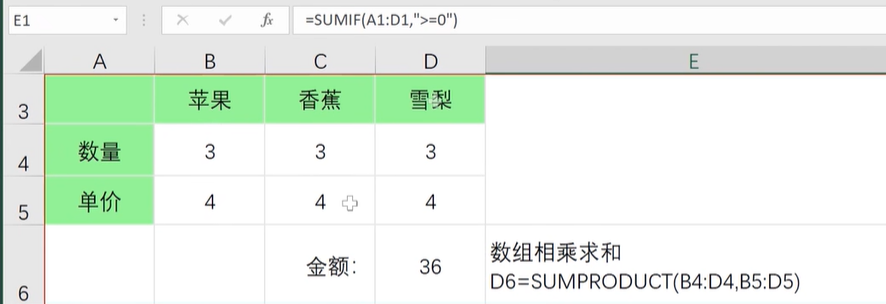 E1 fx =SUMIF(A1:D1,">=0")
A B C D E
3 苹果 香蕉 雪梨
4 数量 3 3 3
5 单价 4 4 4
数组相乘求和
6 金额： 36 D6=SUMPRODUCT(B4:D4,B5:D5)